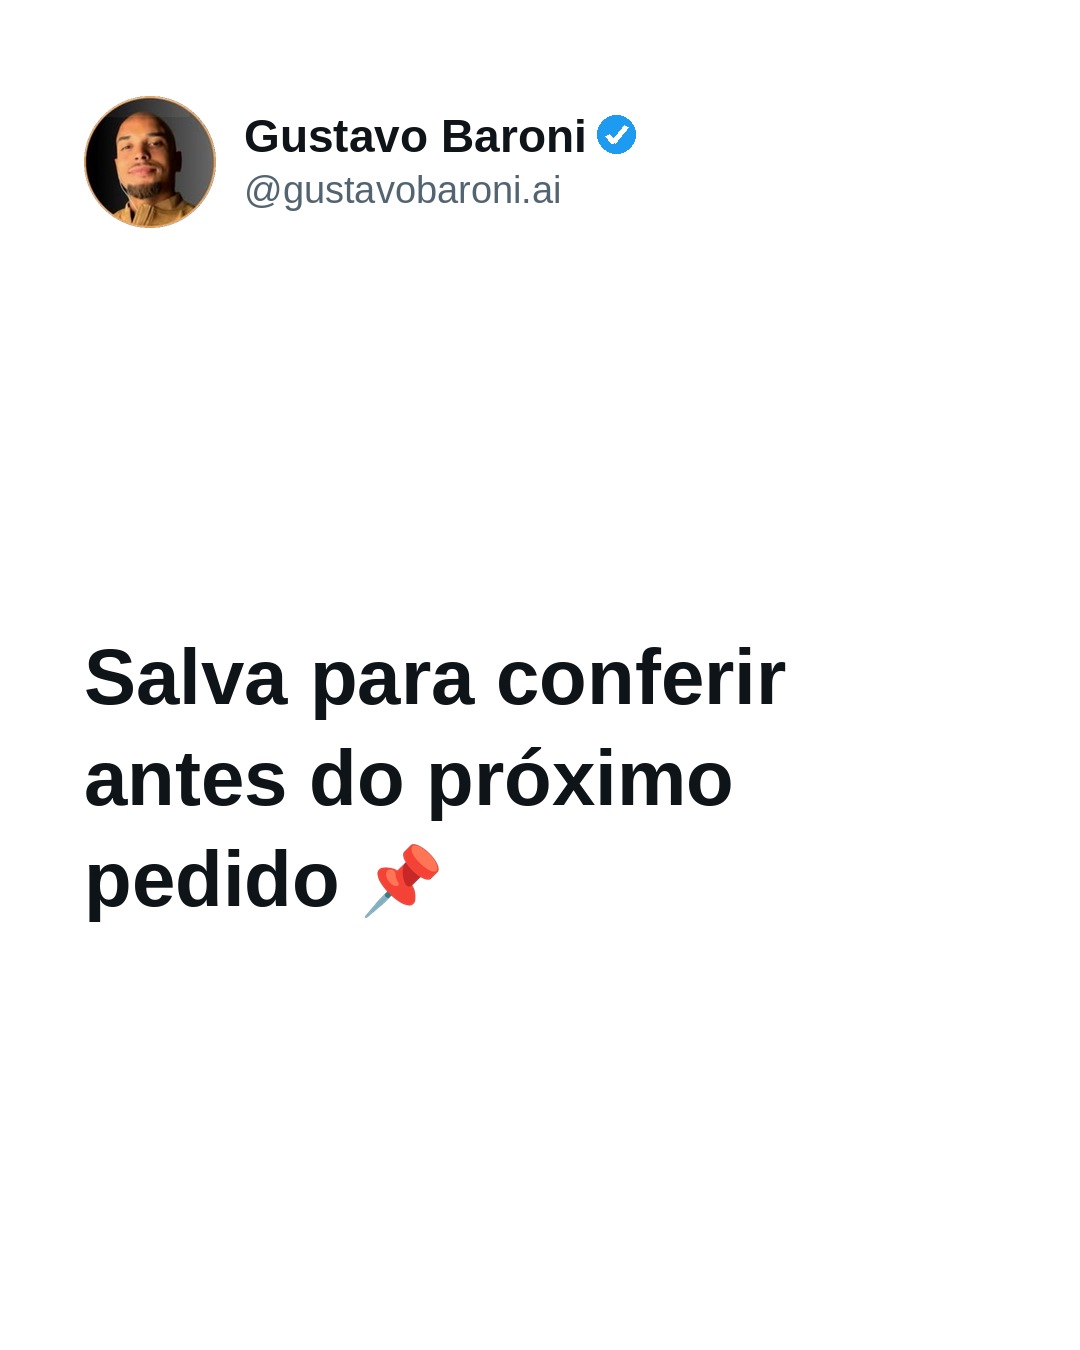 Gustavo Baroni
@gustavobaroni.ai
Salva para conferir
antes do próximo
pedido 📌